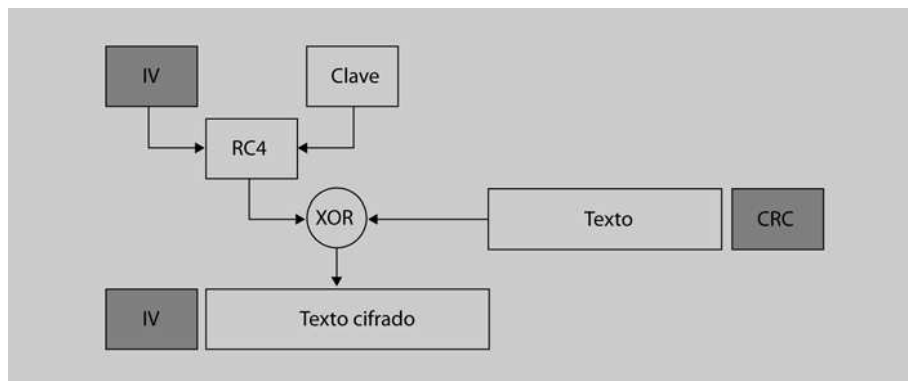 IV
Clave
RC4
XOR
Texto
CRC
IV
Texto cifrado